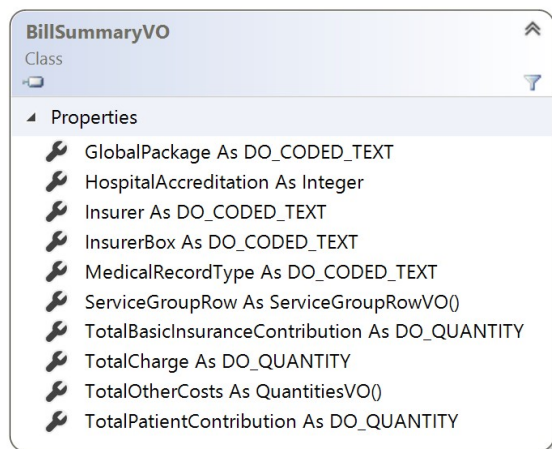 BillSummaryVO
Class
Properties
GlobalPackage As DO_CODED_TEXT
HospitalAccreditation As Integer
Insurer As DO_CODED_TEXT
InsurerBox As DO_CODED_TEXT
MedicalRecordType As DO_CODED_TEXT
ServiceGroupRow As ServiceGroupRowVO()
TotalBasicInsuranceContribution As DO_QUANTITY
TotalCharge As DO_QUANTITY
TotalOtherCosts As QuantitiesVO()
TotalPatientContribution As DO_QUANTITY